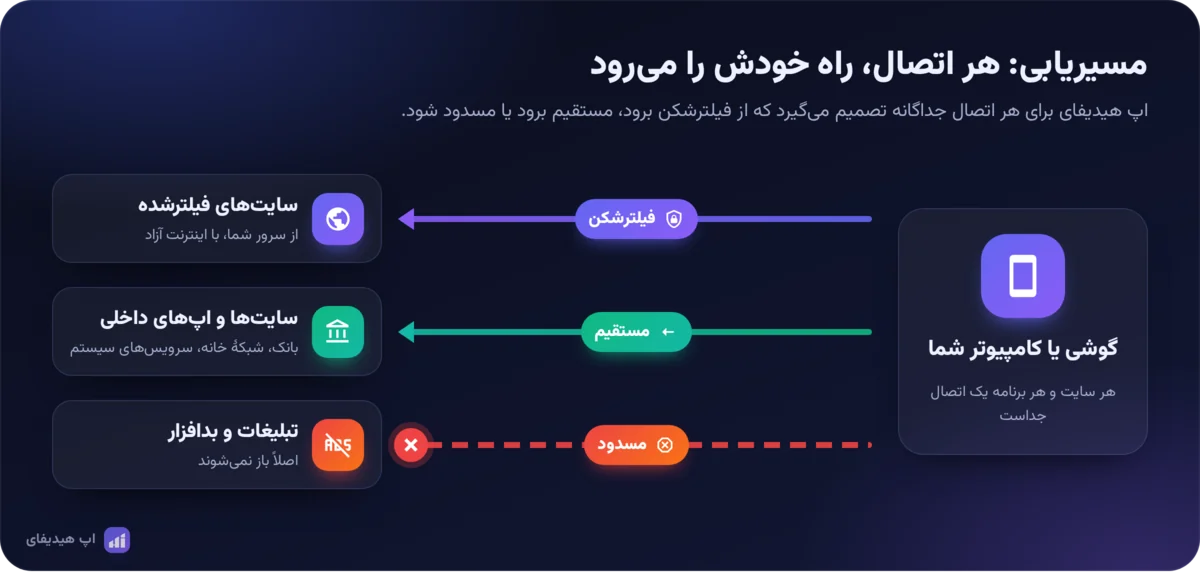 مسیریابی: هر اتصال، راه خودش را می‌رود
اپ هیدیفای برای هر اتصال جداگانه تصمیم می‌گیرد که از فیلترشکن برود، مستقیم برود یا مسدود شود.
گوشی یا کامپیوتر شما
هر سایت و هر برنامه یک اتصال
جداست
فیلترشکن
سایت‌های فیلترشده
از سرور شما، با اینترنت آزاد
مستقیم
سایت‌ها و اپ‌های داخلی
بانک، شبکهٔ خانه، سرویس‌های سیستم
مسدود
ADS
تبلیغات و بدافزار
اصلاً باز نمی‌شوند
اپ هیدیفای